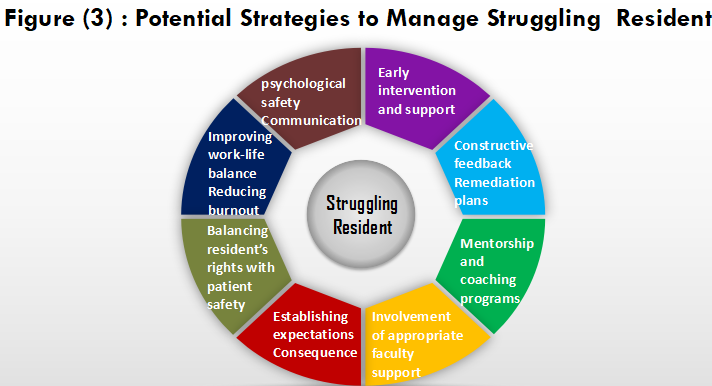 Figure (3) : Potential Strategies to Manage Struggling Resident
Early
intervention
and support
Constructive
feedback
Remediation
plans
Mentorship
and
coaching
programs
Involvement
of appropriate
faculty
support
Establishing
expectations
Consequence
Balancing
resident's
rights with
patient
safety
Improving
work-life
balance
Reducing
burnout
psychological
safety
Communication
Struggling
Resident